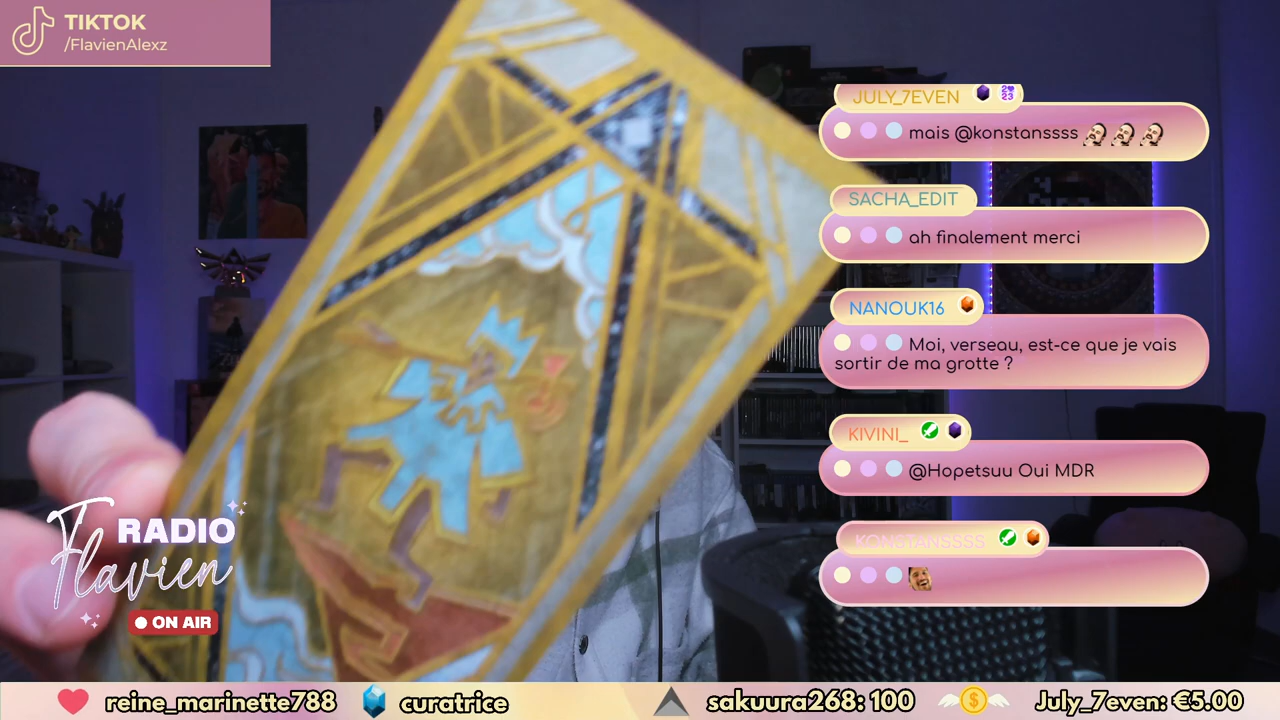 TIKTOK
/FlavienAlexz
JULY_7EVEN
mais @konstanssss
SACHA_EDIT
ah finalement merci
NANOUK16
Moi, verseau, est-ce que je vais
sortir de ma grotte ?
KIVINI_
@Hopetsuu Oui MDR
KONSTANSSSS
RADIO
Flavien
ON AIR
reine_marinette788
curatrice
sakuura268: 100
July_7even: €5.00